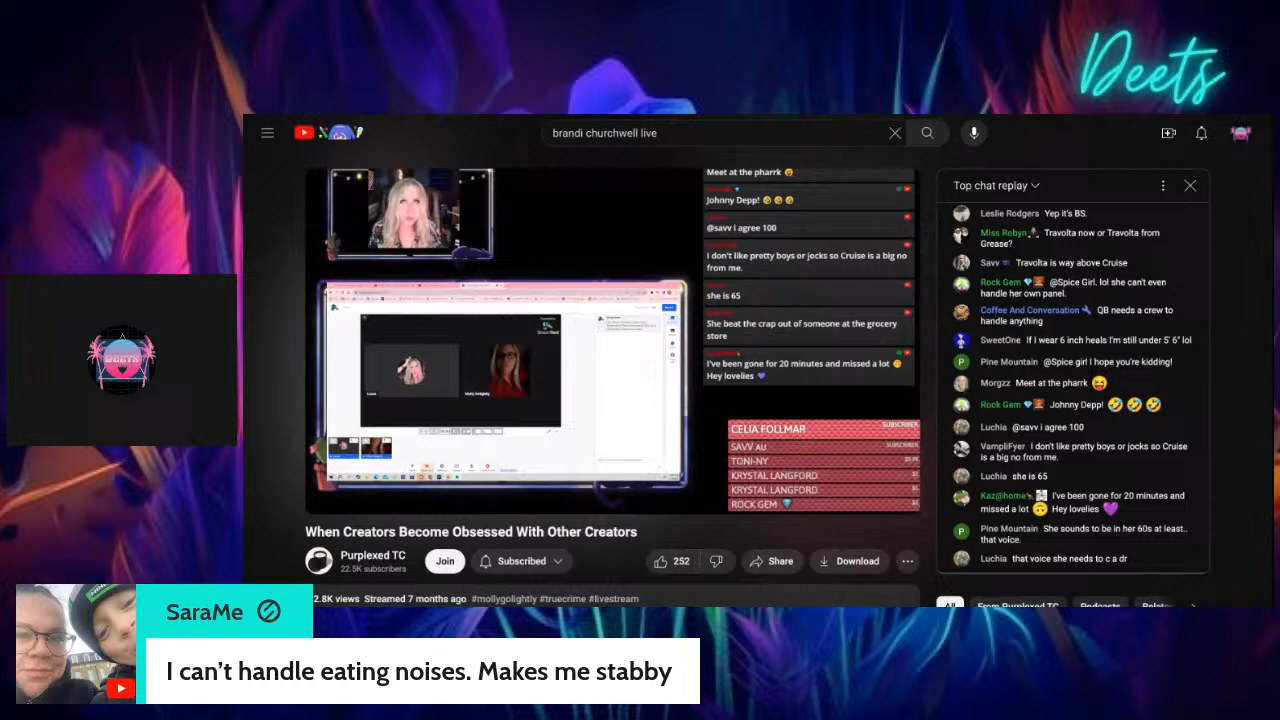 Deets
brandi churchwell live
Meet at the pharrk
Johnny Depp!
@savv i agree 100
I don't like pretty boys or jocks so Cruise is a big no
from me.
she is 65
She beat the crap out of someone at the grocery
store
I've been gone for 20 minutes and missed a lot
Hey lovelies
CELIA FOLLMAR SUBSCRIBER
SAVV AU SUBSCRIBER
TONI-NY
KRYSTAL LANGFORD
KRYSTAL LANGFORD
ROCK GEM
Top chat replay
Leslie Rodgers Yep it's BS.
Miss Robyn Travolta now or Travolta from
Grease?
Savv Travolta is way above Cruise
Rock Gem @Spice Girl. lol she can't even
handle her own panel.
Coffee And Conversation QB needs a crew to
handle anything
SweetOne If I wear 6 inch heals I'm still under 5' 6" lol
Pine Mountain @Spice girl I hope you're kidding!
Morgzz Meet at the pharrk
Rock Gem Johnny Depp!
Luchia @savv i agree 100
VampliFyer I don't like pretty boys or jocks so Cruise
is a big no from me.
Luchia she is 65
Kaz@home I've been gone for 20 minutes and
missed a lot Hey lovelies
Pine Mountain She sounds to be in her 60s at least..
that voice.
Luchia that voice she needs to c a dr
When Creators Become Obsessed With Other Creators
Purplexed TC
22.5K subscribers
Join
Subscribed
252
Share
Download
2.8K views Streamed 7 months ago #mollygolightly #truecrime #livestream
All From Purplexed TC Podcasts
SaraMe
I can't handle eating noises. Makes me stabby